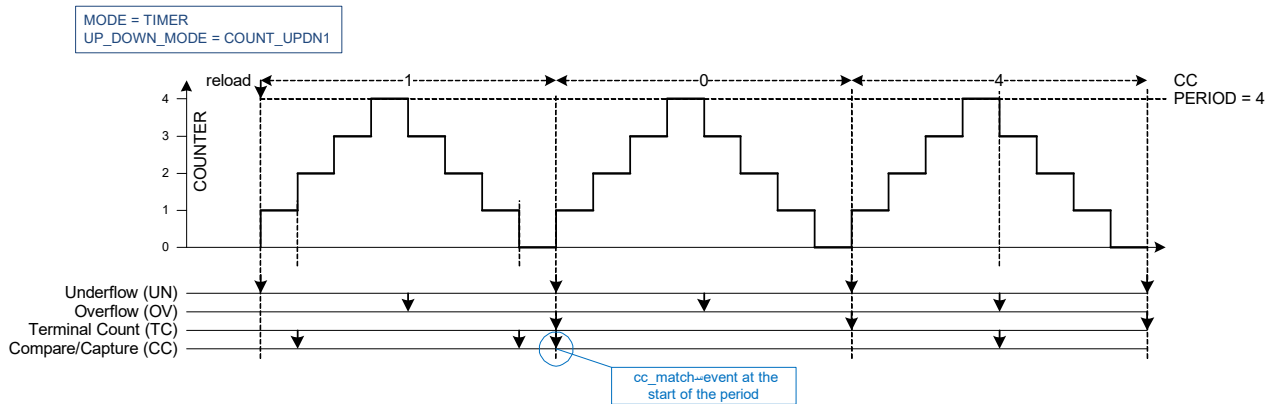 MODE = TIMER
UP_DOWN_MODE = COUNT_UPDN1
reload 1 0 4 CC
PERIOD = 4
4
3
2
1
0
COUNTER
Underflow (UN)
Overflow (OV)
Terminal Count (TC)
Compare/Capture (CC)
cc_match event at the
start of the period